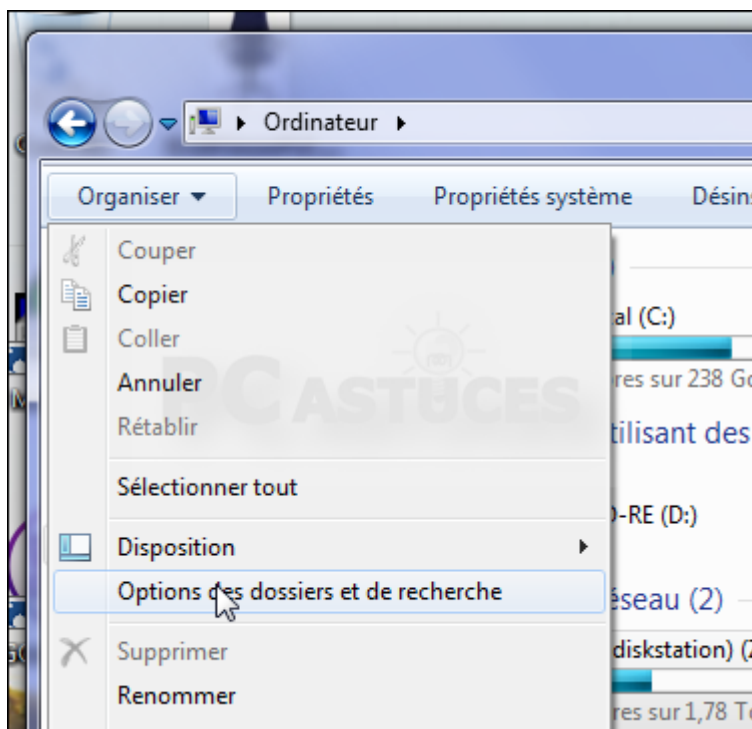 Ordinateur
Organiser Propriétés Propriétés système Désins
Couper
Copier
Coller
Annuler
Rétablir
Sélectionner tout
Disposition
Options des dossiers et de recherche
Supprimer
Renommer
PC ASTUCES
al (C:)
res sur 238 Go
tilisant des
D-RE (D:)
éseau (2)
diskstation) (Z
res sur 1,78 To